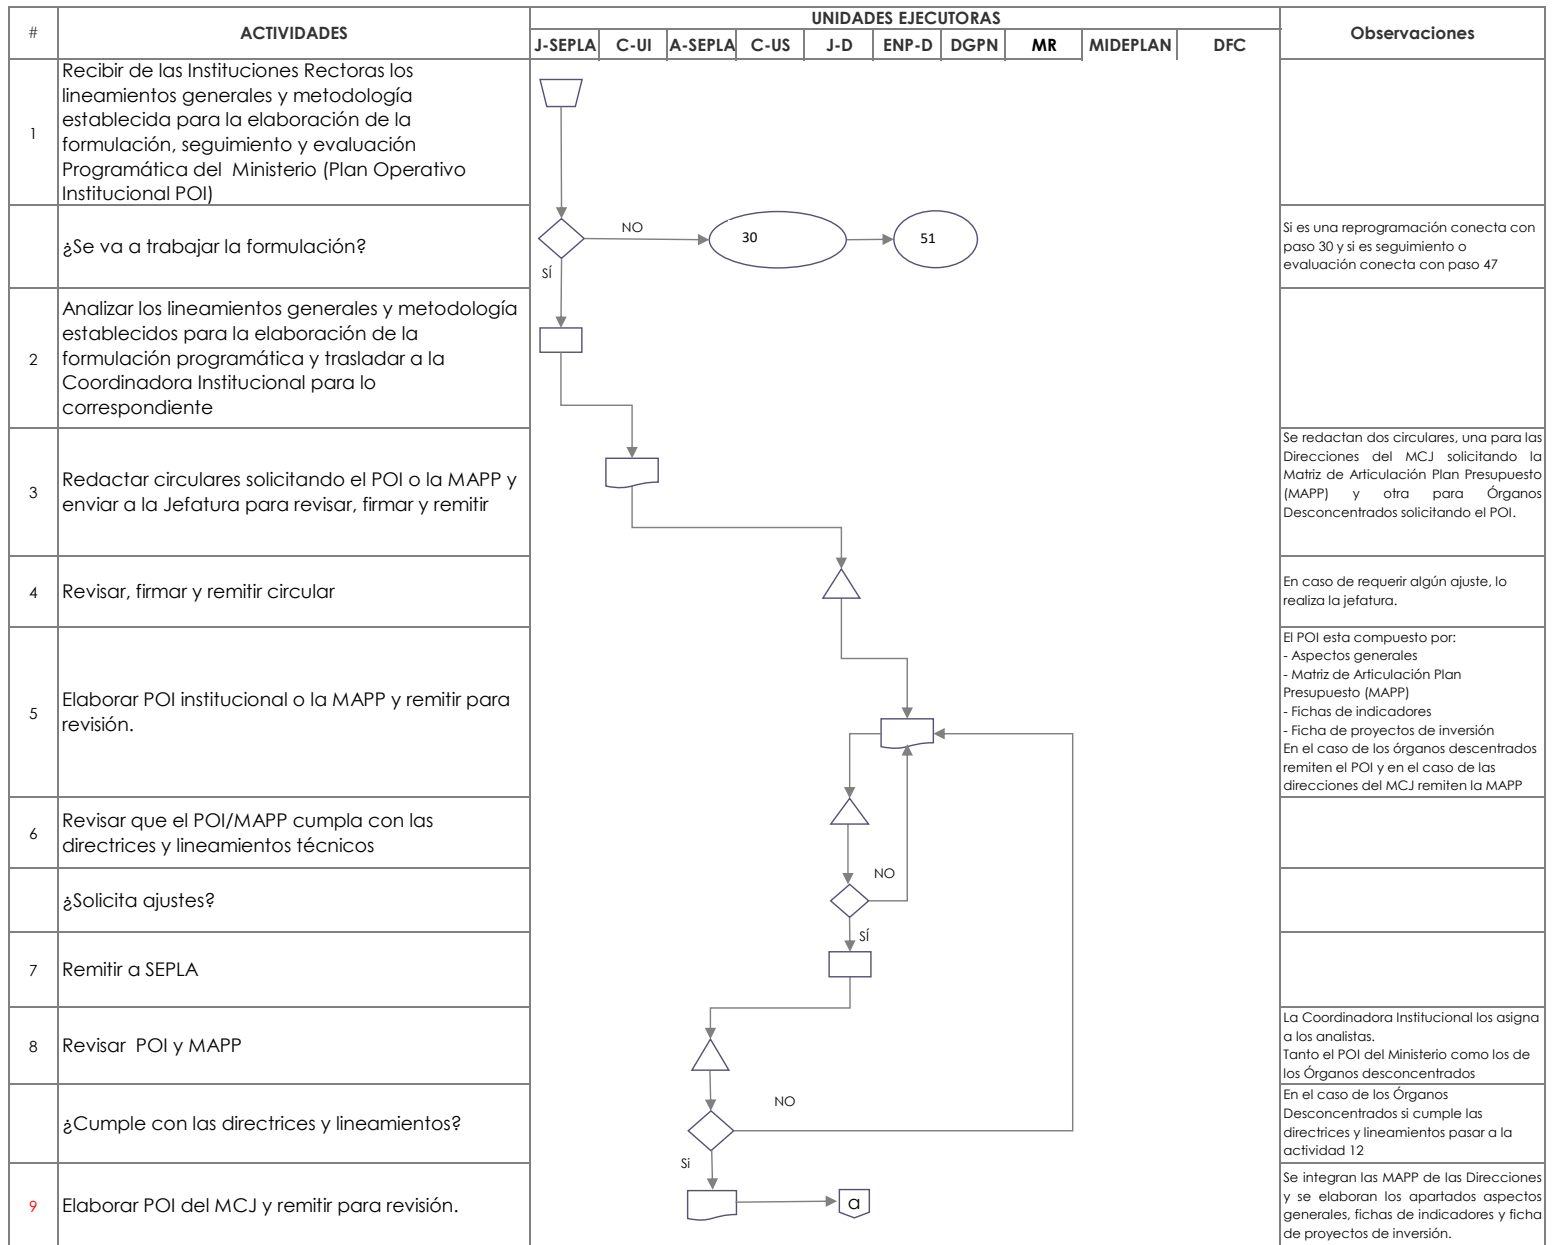 #
ACTIVIDADES
UNIDADES EJECUTORAS
Observaciones
J-SEPLA C-UI A-SEPLA C-US J-D ENP-D DGPN MR MIDEPLAN DFC
1
Recibir de las Instituciones Rectoras los
lineamientos generales y metodología
establecida para la elaboración de la
formulación, seguimiento y evaluación
Programática del Ministerio (Plan Operativo
Institucional POI)
¿Se va a trabajar la formulación?
NO
30
51
SÍ
Si es una reprogramación conecta con
paso 30 y si es seguimiento o
evaluación conecta con paso 47
2
Analizar los lineamientos generales y metodología
establecidos para la elaboración de la
formulación programática y trasladar a la
Coordinadora Institucional para lo
correspondiente
3
Redactar circulares solicitando el POI o la MAPP y
enviar a la Jefatura para revisar, firmar y remitir
Se redactan dos circulares, una para las
Direcciones del MCJ solicitando la
Matriz de Articulación Plan Presupuesto
(MAPP) y otra para Órganos
Desconcentrados solicitando el POI.
4
Revisar, firmar y remitir circular
En caso de requerir algún ajuste, lo
realiza la jefatura.
5
Elaborar POI institucional o la MAPP y remitir para
revisión.
El POI esta compuesto por:
- Aspectos generales
- Matriz de Articulación Plan
Presupuesto (MAPP)
- Fichas de indicadores
- Ficha de proyectos de inversión
En el caso de los órganos descentrados
remiten el POI y en el caso de las
direcciones del MCJ remiten la MAPP
6
Revisar que el POI/MAPP cumpla con las
directrices y lineamientos técnicos
¿Solicita ajustes?
NO
SÍ
7
Remitir a SEPLA
8
Revisar POI y MAPP
La Coordinadora Institucional los asigna
a los analistas.
Tanto el POI del Ministerio como los de
los Órganos desconcentrados
¿Cumple con las directrices y lineamientos?
NO
Si
En el caso de los Órganos
Desconcentrados si cumple las
directrices y lineamientos pasar a la
actividad 12
9
Elaborar POI del MCJ y remitir para revisión.
a
Se integran las MAPP de las Direcciones
y se elaboran los apartados aspectos
generales, fichas de indicadores y ficha
de proyectos de inversión.